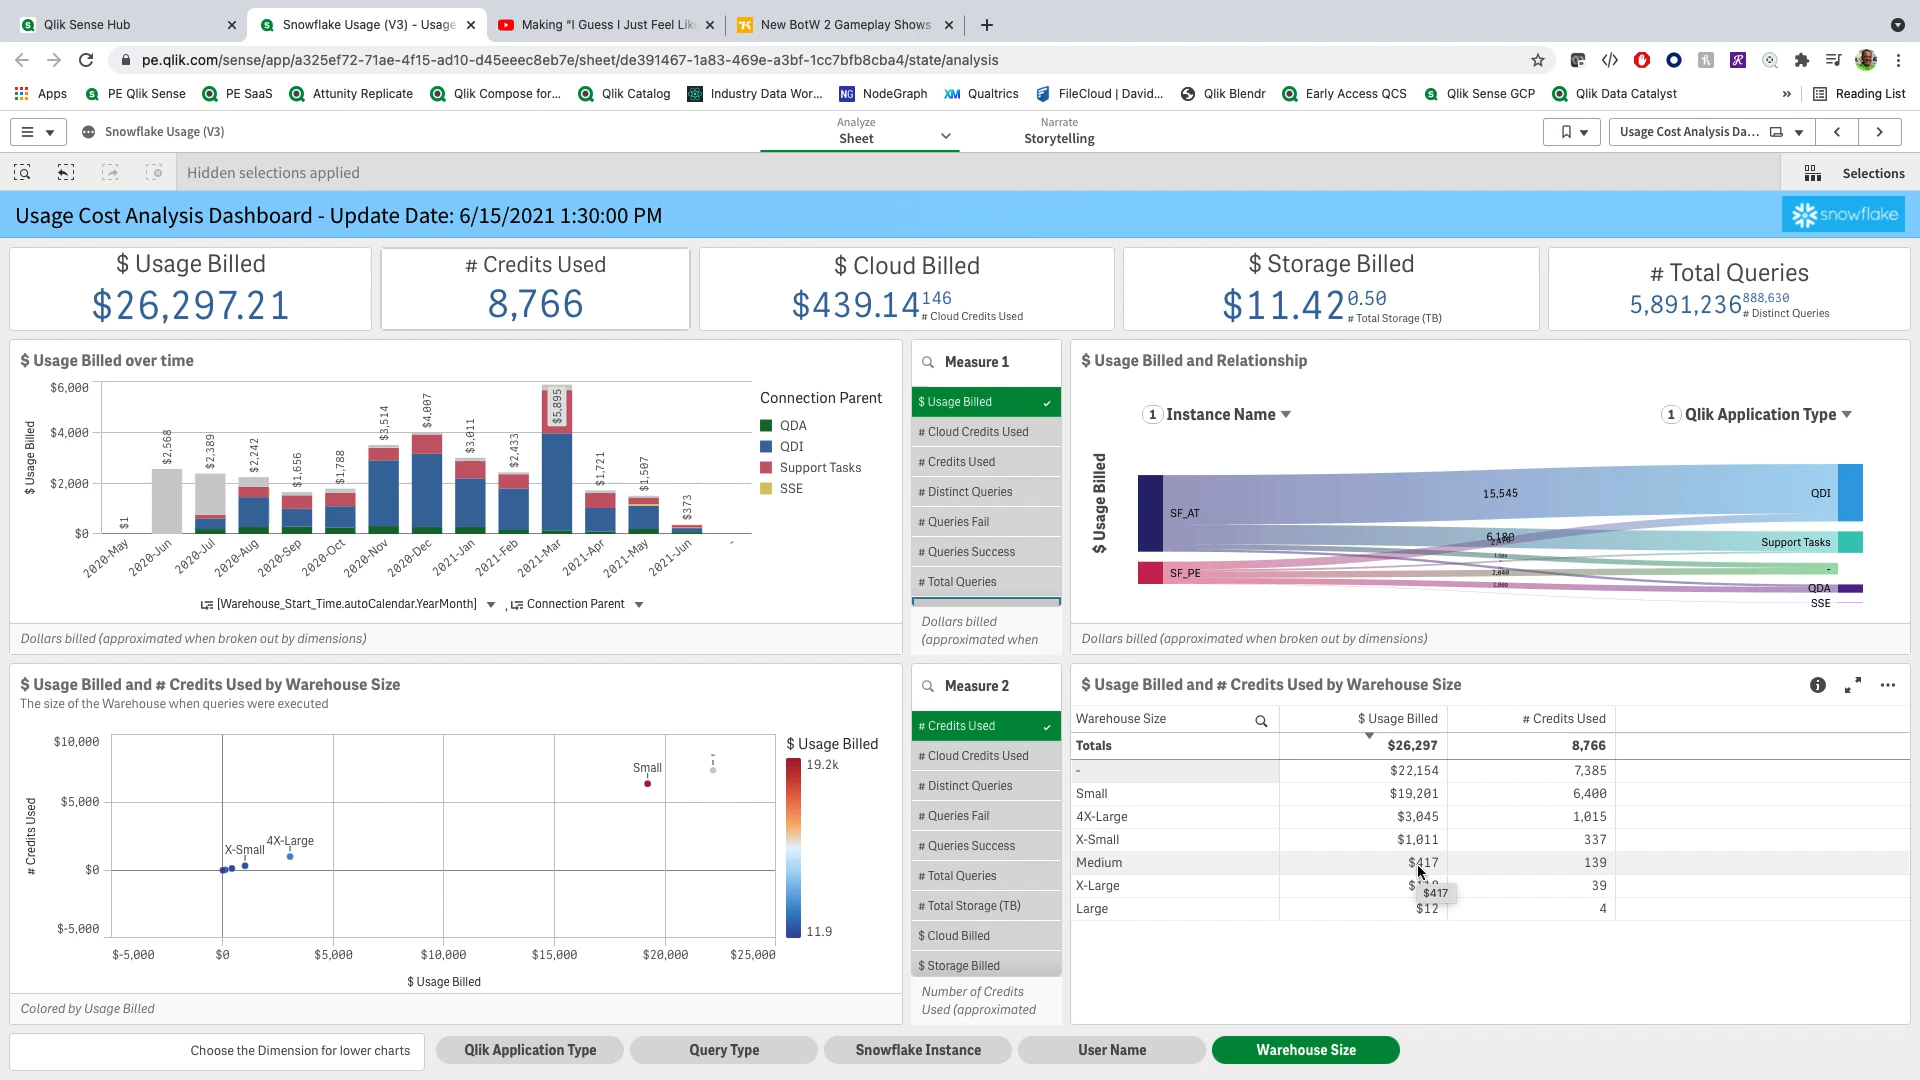 Qlik Sense Hub
Snowflake Usage (V3) - Usage
Making "I Guess I Just Feel Lik
New BotW 2 Gameplay Shows
pe.qlik.com/sense/app/a325ef72-71ae-4f15-ad10-d45eeec8eb7e/sheet/de391467-1a83-469e-a3bf-1cc7bfb8cba4/state/analysis
Apps
PE Qlik Sense
PE SaaS
Attunity Replicate
Qlik Compose for...
Qlik Catalog
Industry Data Wor...
NG NodeGraph
XM Qualtrics
FileCloud | David...
Qlik Blendr
Early Access QCS
Qlik Sense GCP
Qlik Data Catalyst
»
Reading List
Snowflake Usage (V3)
Analyze
Sheet
Narrate
Storytelling
Usage Cost Analysis Da...
Hidden selections applied
Selections
Usage Cost Analysis Dashboard - Update Date: 6/15/2021 1:30:00 PM
snowflake
$ Usage Billed
$26,297.21
# Credits Used
8,766
$ Cloud Billed
$439.14 146
# Cloud Credits Used
$ Storage Billed
$11.42 0.50
# Total Storage (TB)
# Total Queries
5,891,236 888,630
# Distinct Queries
$ Usage Billed over time
$ Usage Billed
$6,000
$4,000
$2,000
$0
$1
$2,568
$2,389
$2,242
$1,656
$1,788
$3,514
$4,007
$3,011
$2,433
$5,895
$1,721
$1,507
$373
2020-May
2020-Jun
2020-Jul
2020-Aug
2020-Sep
2020-Oct
2020-Nov
2020-Dec
2021-Jan
2021-Feb
2021-Mar
2021-Apr
2021-May
2021-Jun
-
Connection Parent
QDA
QDI
Support Tasks
SSE
[Warehouse_Start_Time.autoCalendar.YearMonth] , Connection Parent
Dollars billed (approximated when broken out by dimensions)
Measure 1
$ Usage Billed
# Cloud Credits Used
# Credits Used
# Distinct Queries
# Queries Fail
# Queries Success
# Total Queries
Dollars billed
(approximated when
$ Usage Billed and Relationship
1 Instance Name
1 Qlik Application Type
$ Usage Billed
SF_AT
SF_PE
15,545
6,180
2,040
1,800
QDI
Support Tasks
-
QDA
SSE
Dollars billed (approximated when broken out by dimensions)
$ Usage Billed and # Credits Used by Warehouse Size
The size of the Warehouse when queries were executed
# Credits Used
$10,000
$5,000
$0
$-5,000
Small
-
X-Small
4X-Large
$-5,000
$0
$5,000
$10,000
$15,000
$20,000
$25,000
$ Usage Billed
$ Usage Billed
19.2k
11.9
Colored by Usage Billed
Measure 2
# Credits Used
# Cloud Credits Used
# Distinct Queries
# Queries Fail
# Queries Success
# Total Queries
# Total Storage (TB)
$ Cloud Billed
$ Storage Billed
Number of Credits
Used (approximated
$ Usage Billed and # Credits Used by Warehouse Size
Warehouse Size $ Usage Billed # Credits Used
Totals $26,297 8,766
- $22,154 7,385
Small $19,201 6,400
4X-Large $3,045 1,015
X-Small $1,011 337
Medium $417 139
X-Large 39
$417
Large $12 4
Choose the Dimension for lower charts
Qlik Application Type
Query Type
Snowflake Instance
User Name
Warehouse Size